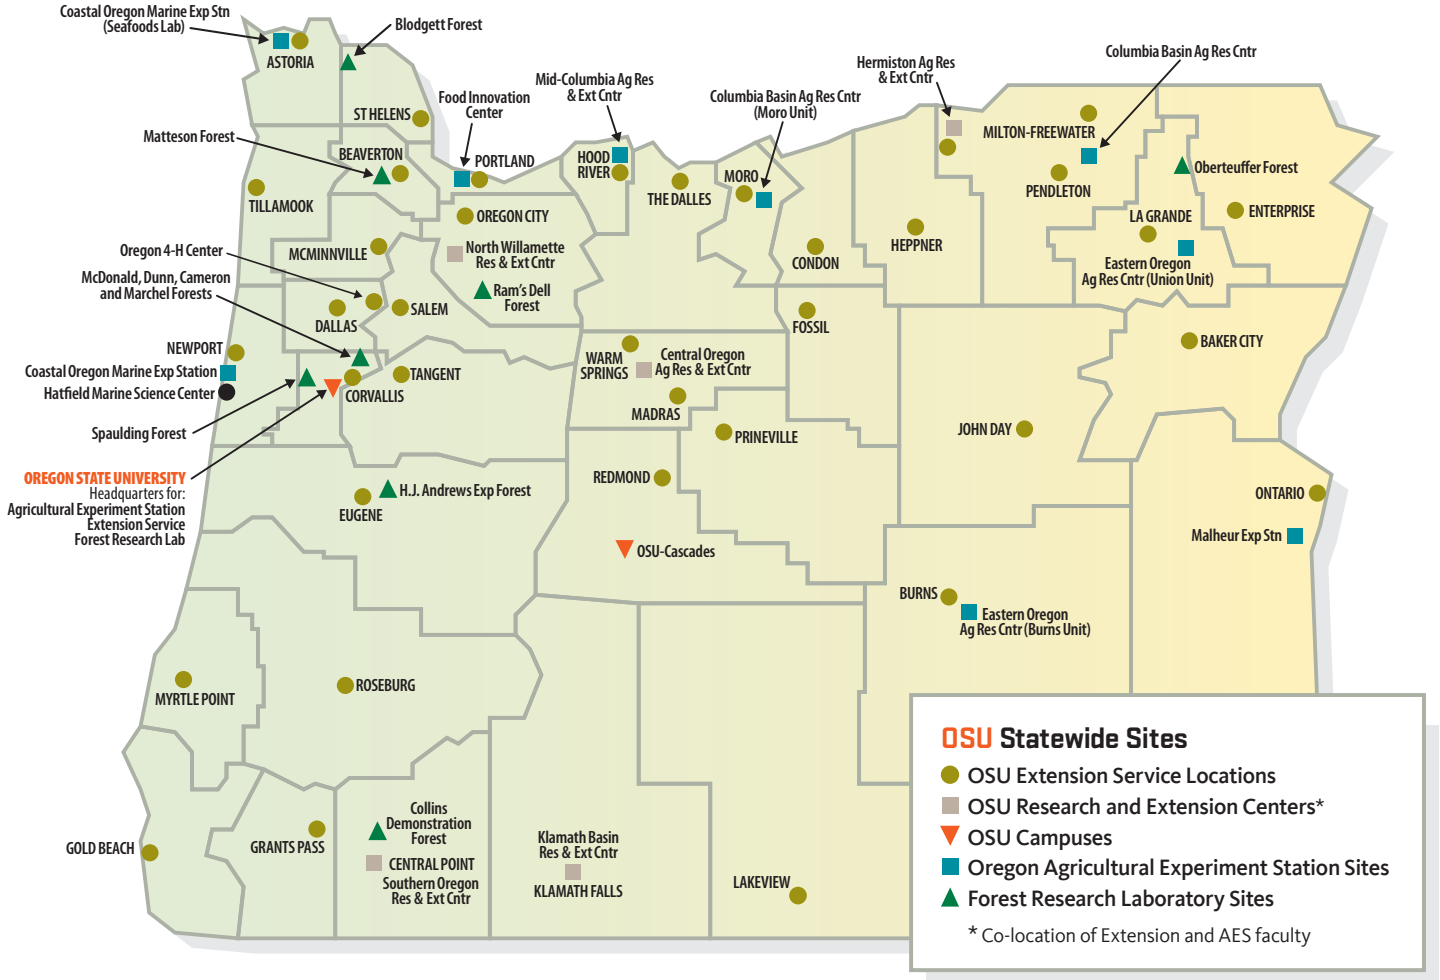 Coastal Oregon Marine Exp Stn
(Seafoods Lab)
ASTORIA
Blodgett Forest
ST HELENS
Food Innovation
Center
Mid-Columbia Ag Res
& Ext Cntr
Columbia Basin Ag Res Cntr
(Moro Unit)
Hermiston Ag Res
& Ext Cntr
Columbia Basin Ag Res Cntr
MILTON-FREEWATER
Matteson Forest
BEAVERTON
PORTLAND
HOOD
RIVER
THE DALLES
MORO
PENDLETON
Oberteuffer Forest
TILLAMOOK
OREGON CITY
LA GRANDE
ENTERPRISE
Oregon 4-H Center
MCMINNVILLE
North Willamette
Res & Ext Cntr
CONDON
HEPPNER
Eastern Oregon
Ag Res Cntr (Union Unit)
McDonald, Dunn, Cameron
and Marchel Forests
Ram's Dell
Forest
DALLAS
SALEM
FOSSIL
BAKER CITY
NEWPORT
Coastal Oregon Marine Exp Station
Hatfield Marine Science Center
CORVALLIS
TANGENT
WARM
SPRINGS
Central Oregon
Ag Res & Ext Cntr
MADRAS
PRINEVILLE
JOHN DAY
Spaulding Forest
OREGON STATE UNIVERSITY
Headquarters for:
Agricultural Experiment Station
Extension Service
Forest Research Lab
EUGENE
H.J. Andrews Exp Forest
REDMOND
OSU-Cascades
ONTARIO
Malheur Exp Stn
BURNS
Eastern Oregon
Ag Res Cntr (Burns Unit)
MYRTLE POINT
ROSEBURG
GOLD BEACH
GRANTS PASS
Collins
Demonstration
Forest
CENTRAL POINT
Southern Oregon
Res & Ext Cntr
Klamath Basin
Res & Ext Cntr
KLAMATH FALLS
LAKEVIEW
OSU Statewide Sites
OSU Extension Service Locations
OSU Research and Extension Centers*
OSU Campuses
Oregon Agricultural Experiment Station Sites
Forest Research Laboratory Sites
* Co-location of Extension and AES faculty